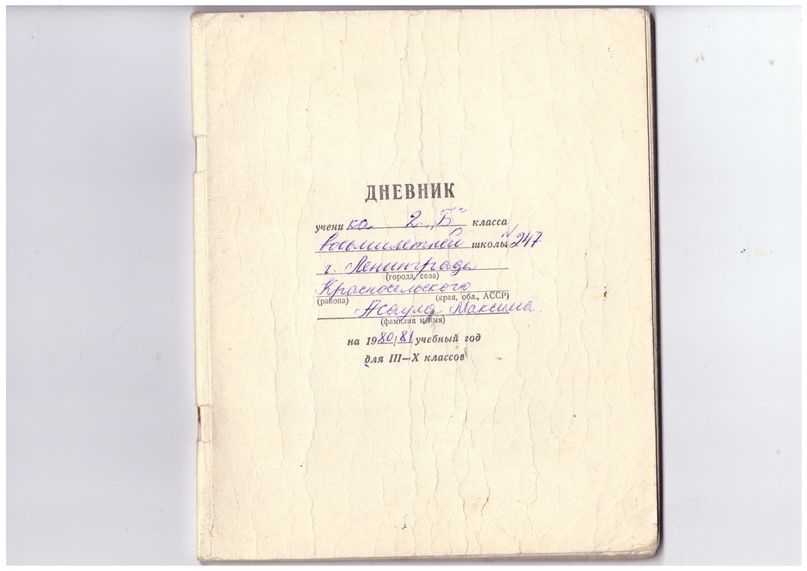 ДНЕВНИК
ученика 2 „Б" класса
восьмилетней школы № 247
г. Ленинграда
(города, села)
Красносельского
(района) (края, обл., АССР)
Асаула Максима.
(фамилия и имя)
на 1980/81 учебный год
для III—X классов